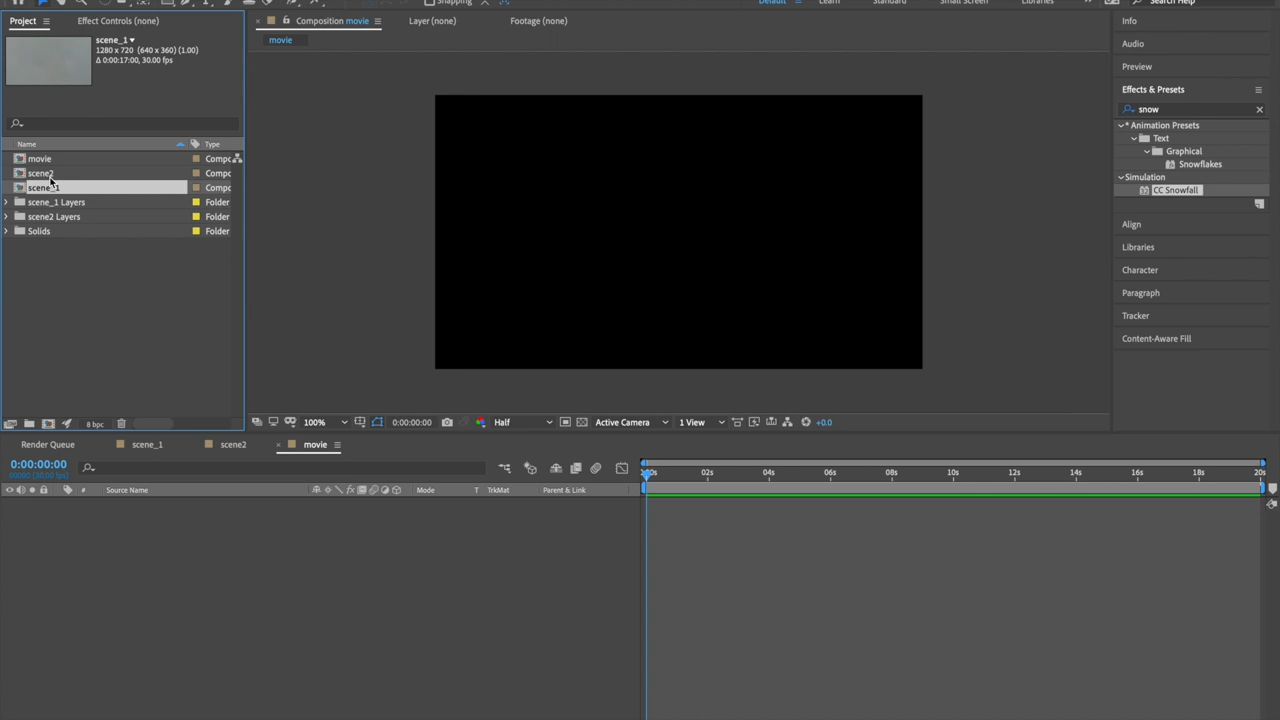 Snapping
Default
Learn
Standard
Small Screen
Libraries
Search Help
Project
Effect Controls (none)
Composition movie
Layer (none)
Footage (none)
movie
scene_1▾
1280 x 720 (640 x 360) (1.00)
Δ 0:00:17:00, 30.00 fps
Name
Type
movie
Compo
scene2
Compo
scene_1
Compo
scene_1 Layers
Folder
scene2 Layers
Folder
Solids
Folder
8 bpc
100%
0:00:00:00
Half
Active Camera
1 View
+0.0
Info
Audio
Preview
Effects & Presets
snow
* Animation Presets
Text
Graphical
Snowflakes
Simulation
CC Snowfall
Align
Libraries
Character
Paragraph
Tracker
Content-Aware Fill
Render Queue
scene_1
scene2
movie
0:00:00:00
00000 (30.00 fps)
#
Source Name
Mode
T
TrkMat
Parent & Link
02s
04s
06s
08s
10s
12s
14s
16s
18s
20s